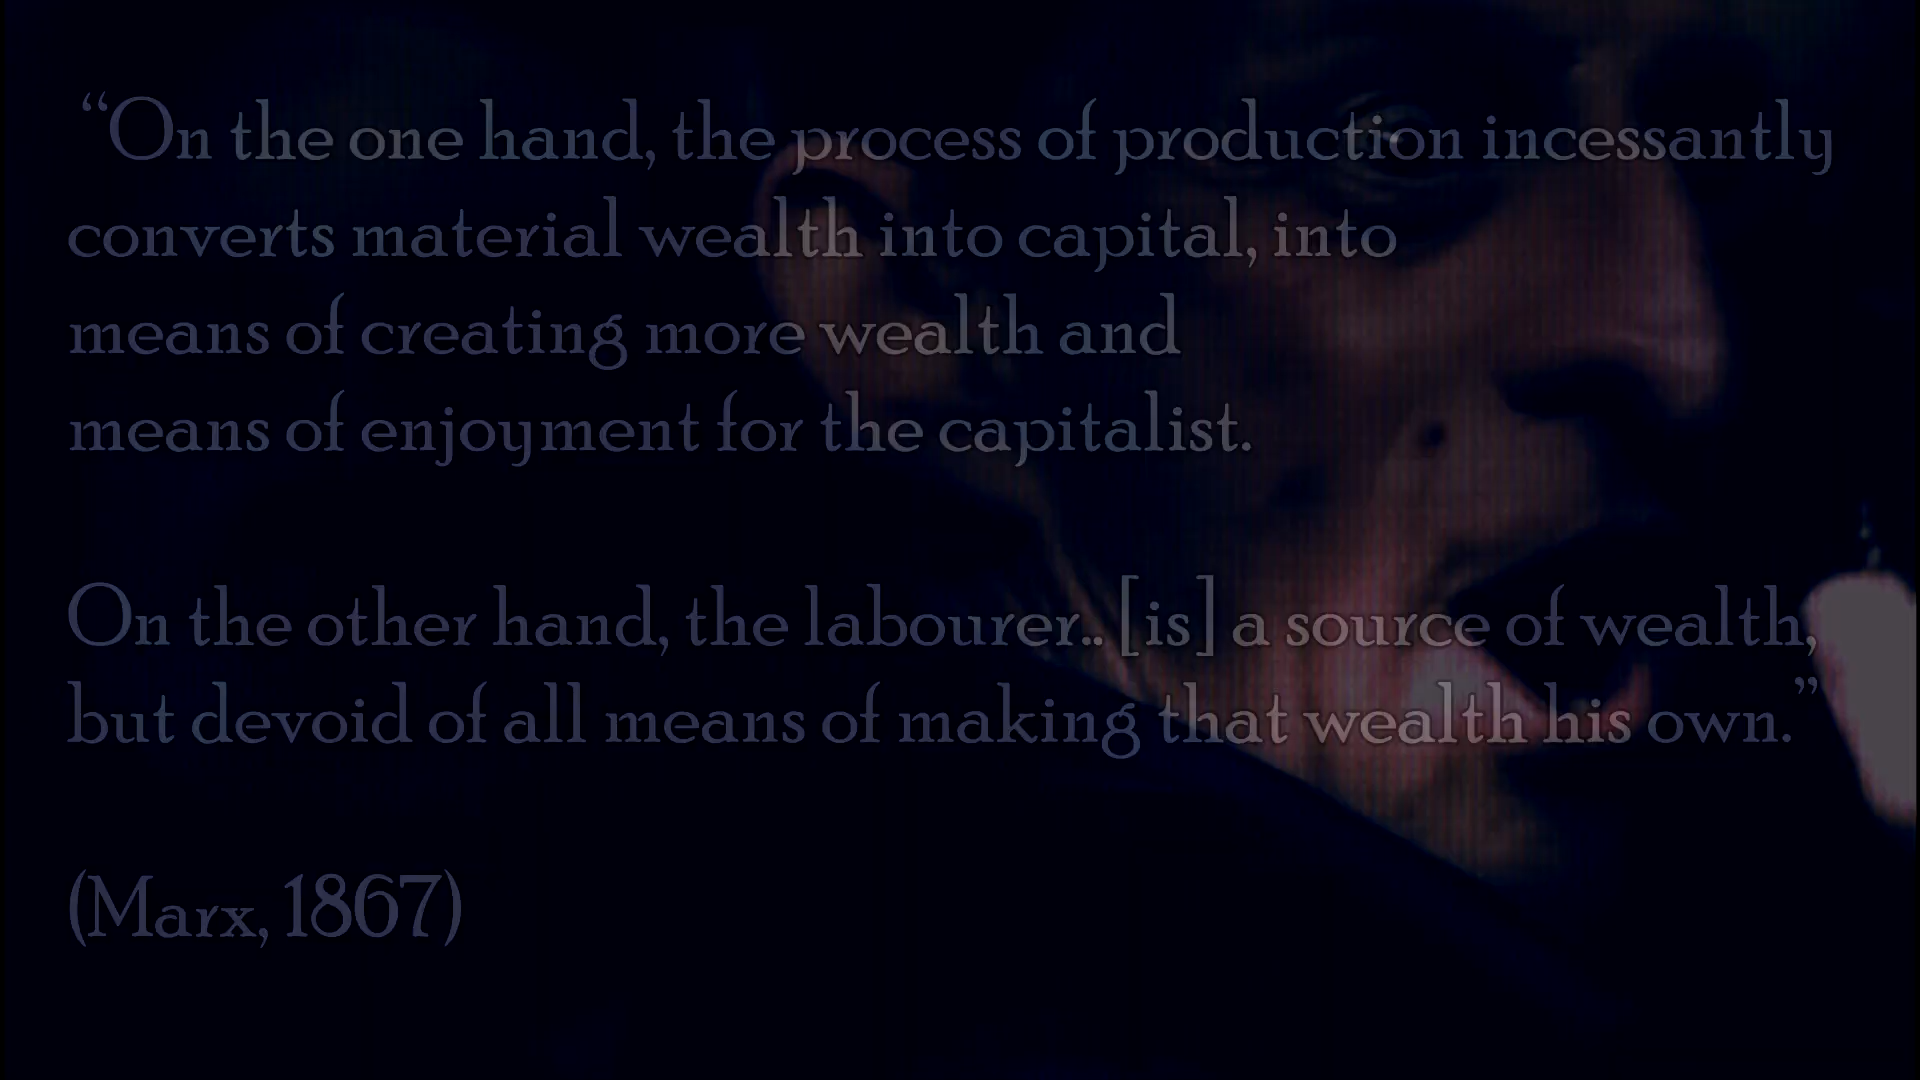 “On the one hand, the process of production incessantly
converts material wealth into capital, into
means of creating more wealth and
means of enjoyment for the capitalist.
On the other hand, the labourer.. [is] a source of wealth,
but devoid of all means of making that wealth his own.”
(Marx, 1867)